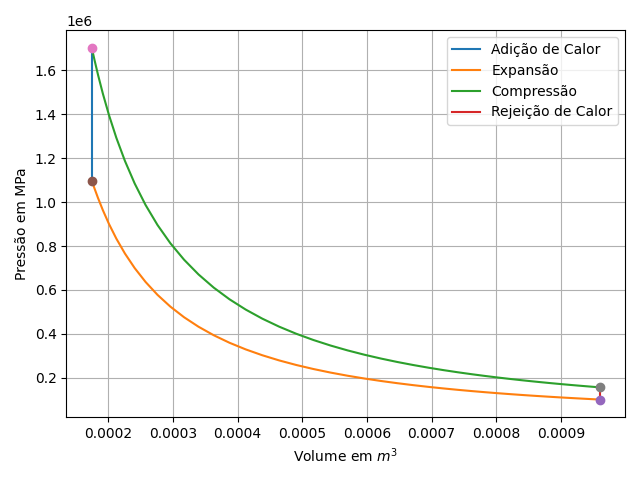 1e6
Adição de Calor
Expansão
Compressão
Rejeição de Calor
Pressão em MPa
1.6
1.4
1.2
1.0
0.8
0.6
0.4
0.2
0.0002 0.0003 0.0004 0.0005 0.0006 0.0007 0.0008 0.0009
Volume em m³